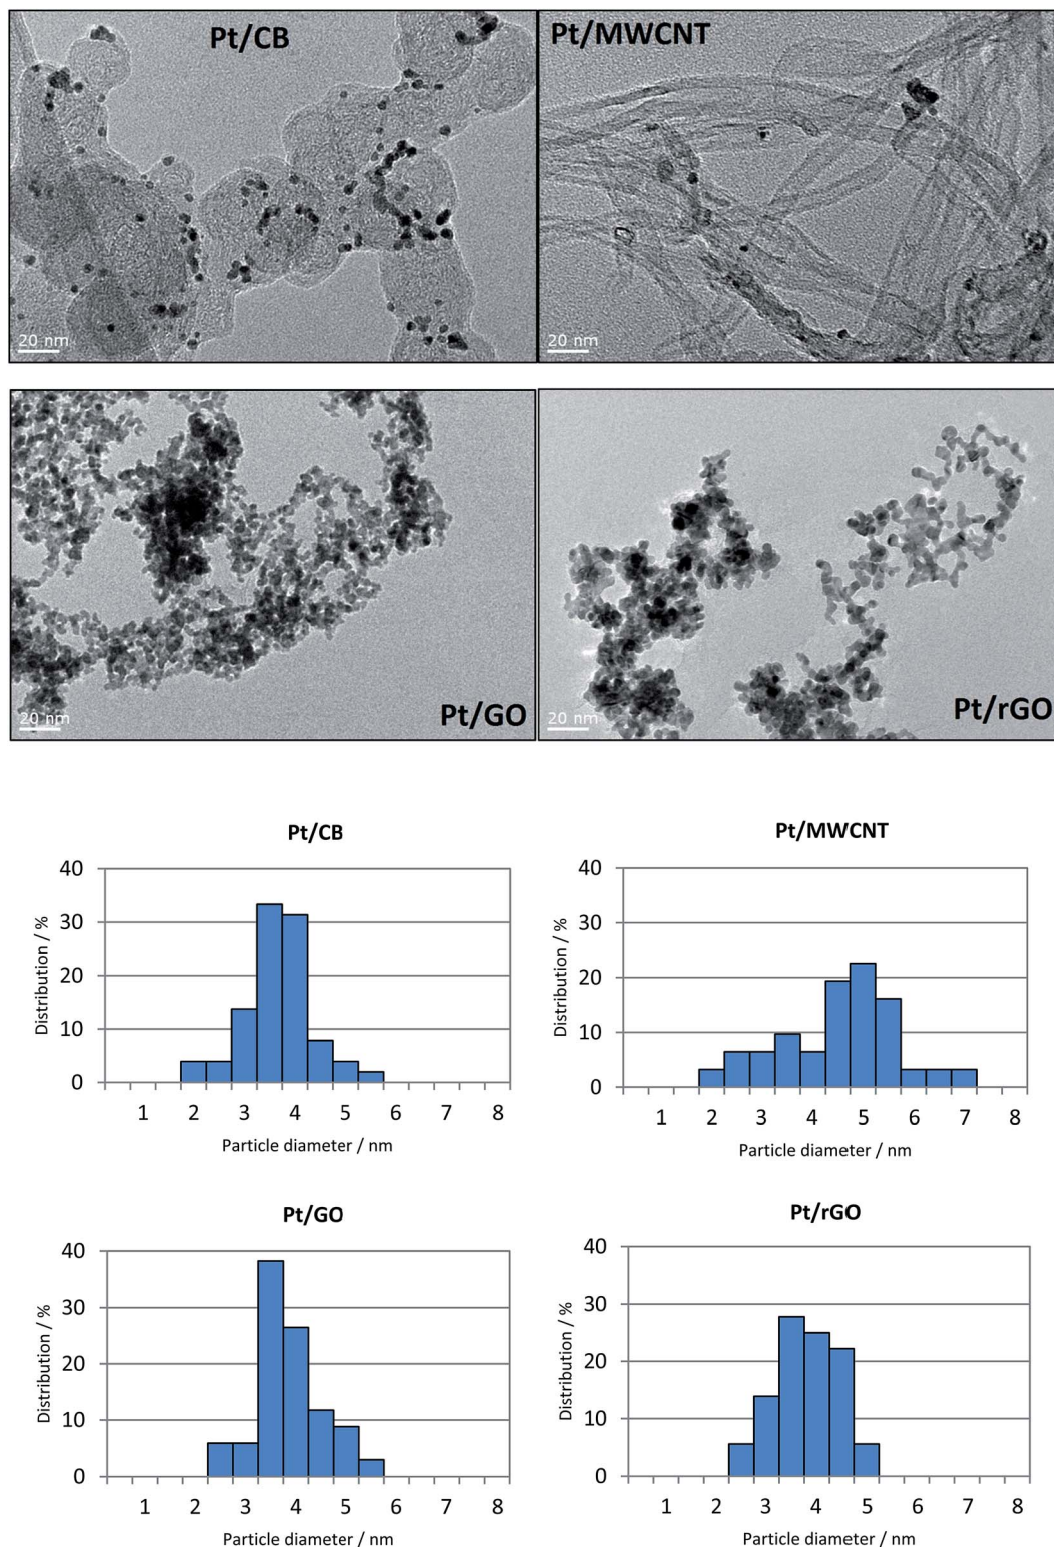 Pt/CB
Pt/MWCNT
20 nm
20 nm
Pt/GO
Pt/rGO
20 nm
20 nm
Pt/CB
Pt/MWCNT
40
30
20
10
0
Distribution / %
1 2 3 4 5 6 7 8
Particle diameter / nm
40
30
20
10
0
Distribution / %
1 2 3 4 5 6 7 8
Particle diameter / nm
Pt/GO
Pt/rGO
40
30
20
10
0
Distribution / %
1 2 3 4 5 6 7 8
Particle diameter / nm
40
30
20
10
0
Distribution / %
1 2 3 4 5 6 7 8
Particle diameter / nm